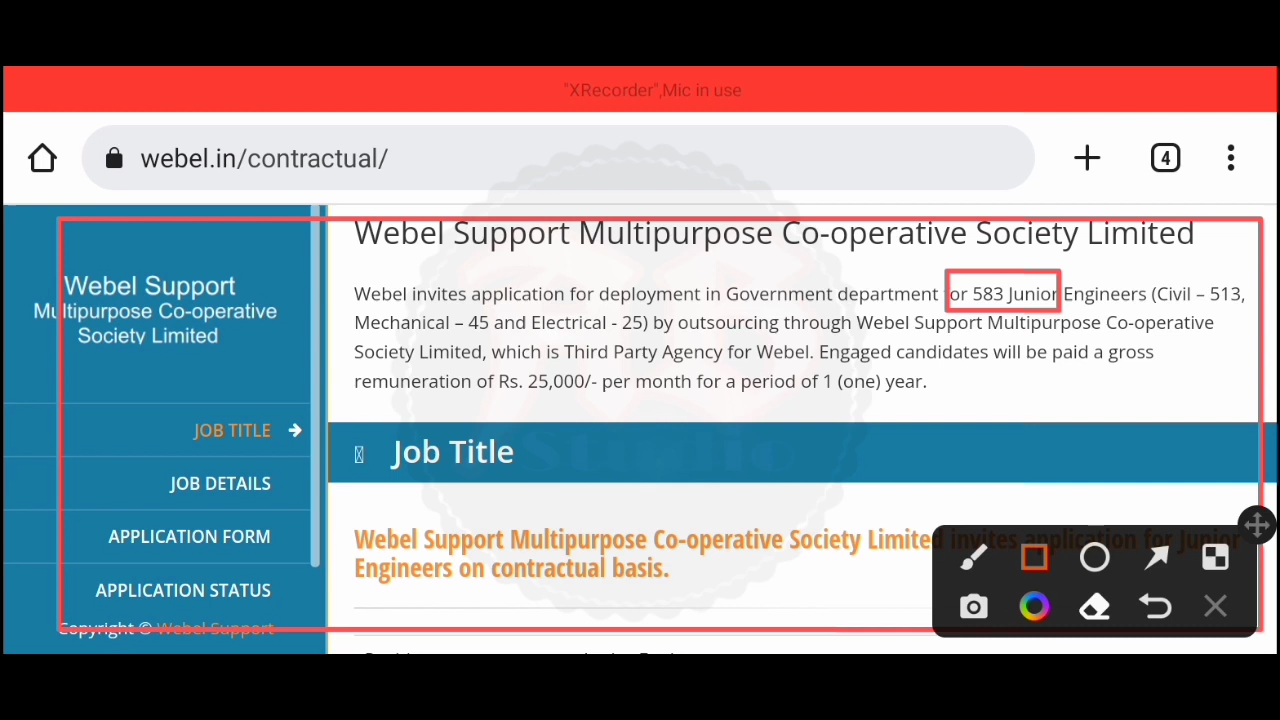 "XRecorder",Mic in use
webel.in/contractual/
4
Webel Support
Multipurpose Co-operative
Society Limited
JOB TITLE
JOB DETAILS
APPLICATION FORM
APPLICATION STATUS
Copyright © Webel Support
Webel Support Multipurpose Co-operative Society Limited
Webel invites application for deployment in Government department for 583 Junior Engineers (Civil – 513,
Mechanical – 45 and Electrical - 25) by outsourcing through Webel Support Multipurpose Co-operative
Society Limited, which is Third Party Agency for Webel. Engaged candidates will be paid a gross
remuneration of Rs. 25,000/- per month for a period of 1 (one) year.
Job Title
Webel Support Multipurpose Co-operative Society Limited invites application for Junior
Engineers on contractual basis.
Studio